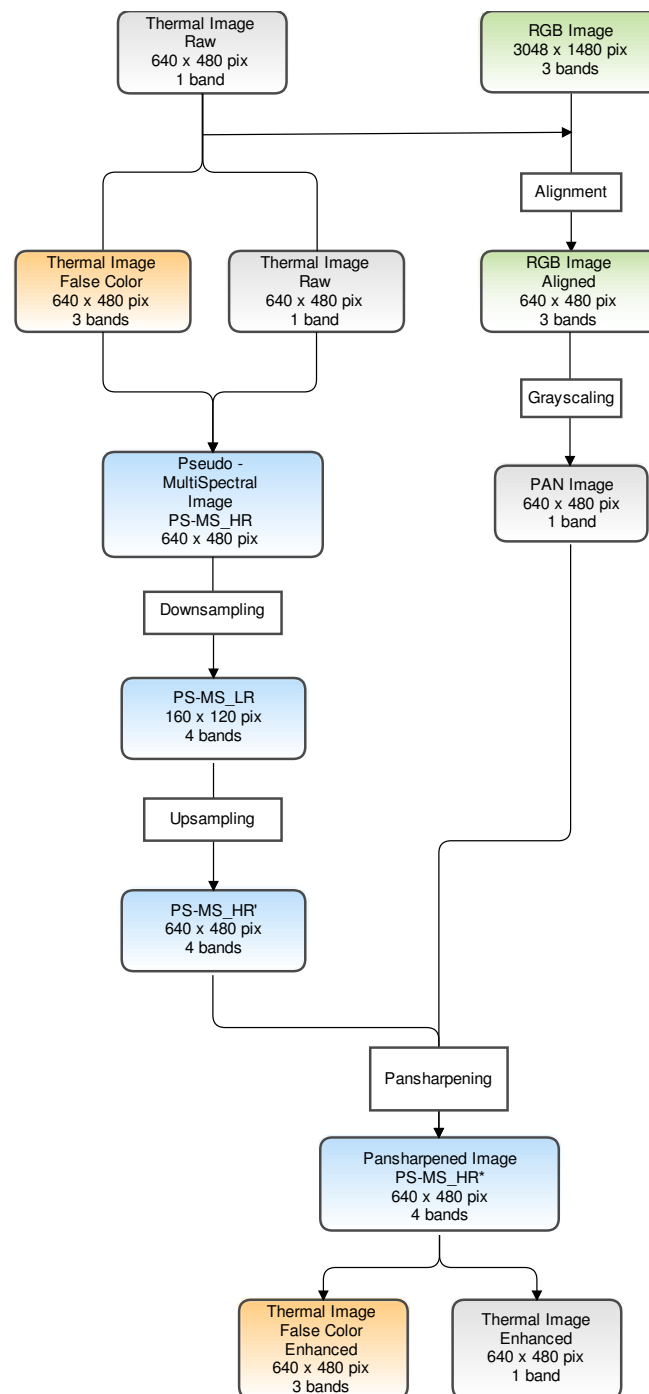 Thermal Image
Raw
640 x 480 pix
1 band
RGB Image
3048 x 1480 pix
3 bands
Alignment
Thermal Image
False Color
640 x 480 pix
3 bands
Thermal Image
Raw
640 x 480 pix
1 band
RGB Image
Aligned
640 x 480 pix
3 bands
Grayscaling
Pseudo -
MultiSpectral
Image
PS-MS_HR
640 x 480 pix
PAN Image
640 x 480 pix
1 band
Downsampling
PS-MS_LR
160 x 120 pix
4 bands
Upsampling
PS-MS_HR'
640 x 480 pix
4 bands
Pansharpening
Pansharpened Image
PS-MS_HR*
640 x 480 pix
4 bands
Thermal Image
False Color
Enhanced
640 x 480 pix
3 bands
Thermal Image
Enhanced
640 x 480 pix
1 band